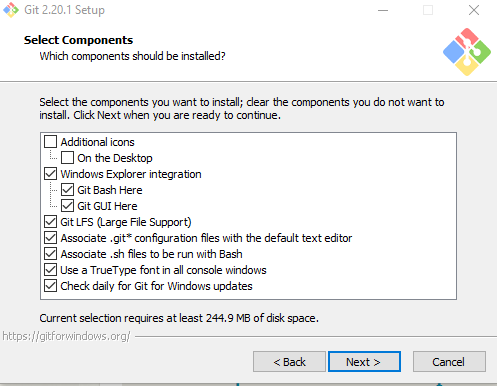 Git 2.20.1 Setup
Select Components
Which components should be installed?
Select the components you want to install; clear the components you do not want to
install. Click Next when you are ready to continue.
Additional icons
On the Desktop
Windows Explorer integration
Git Bash Here
Git GUI Here
Git LFS (Large File Support)
Associate .git* configuration files with the default text editor
Associate .sh files to be run with Bash
Use a TrueType font in all console windows
Check daily for Git for Windows updates
Current selection requires at least 244.9 MB of disk space.
https://gitforwindows.org/
< Back
Next >
Cancel